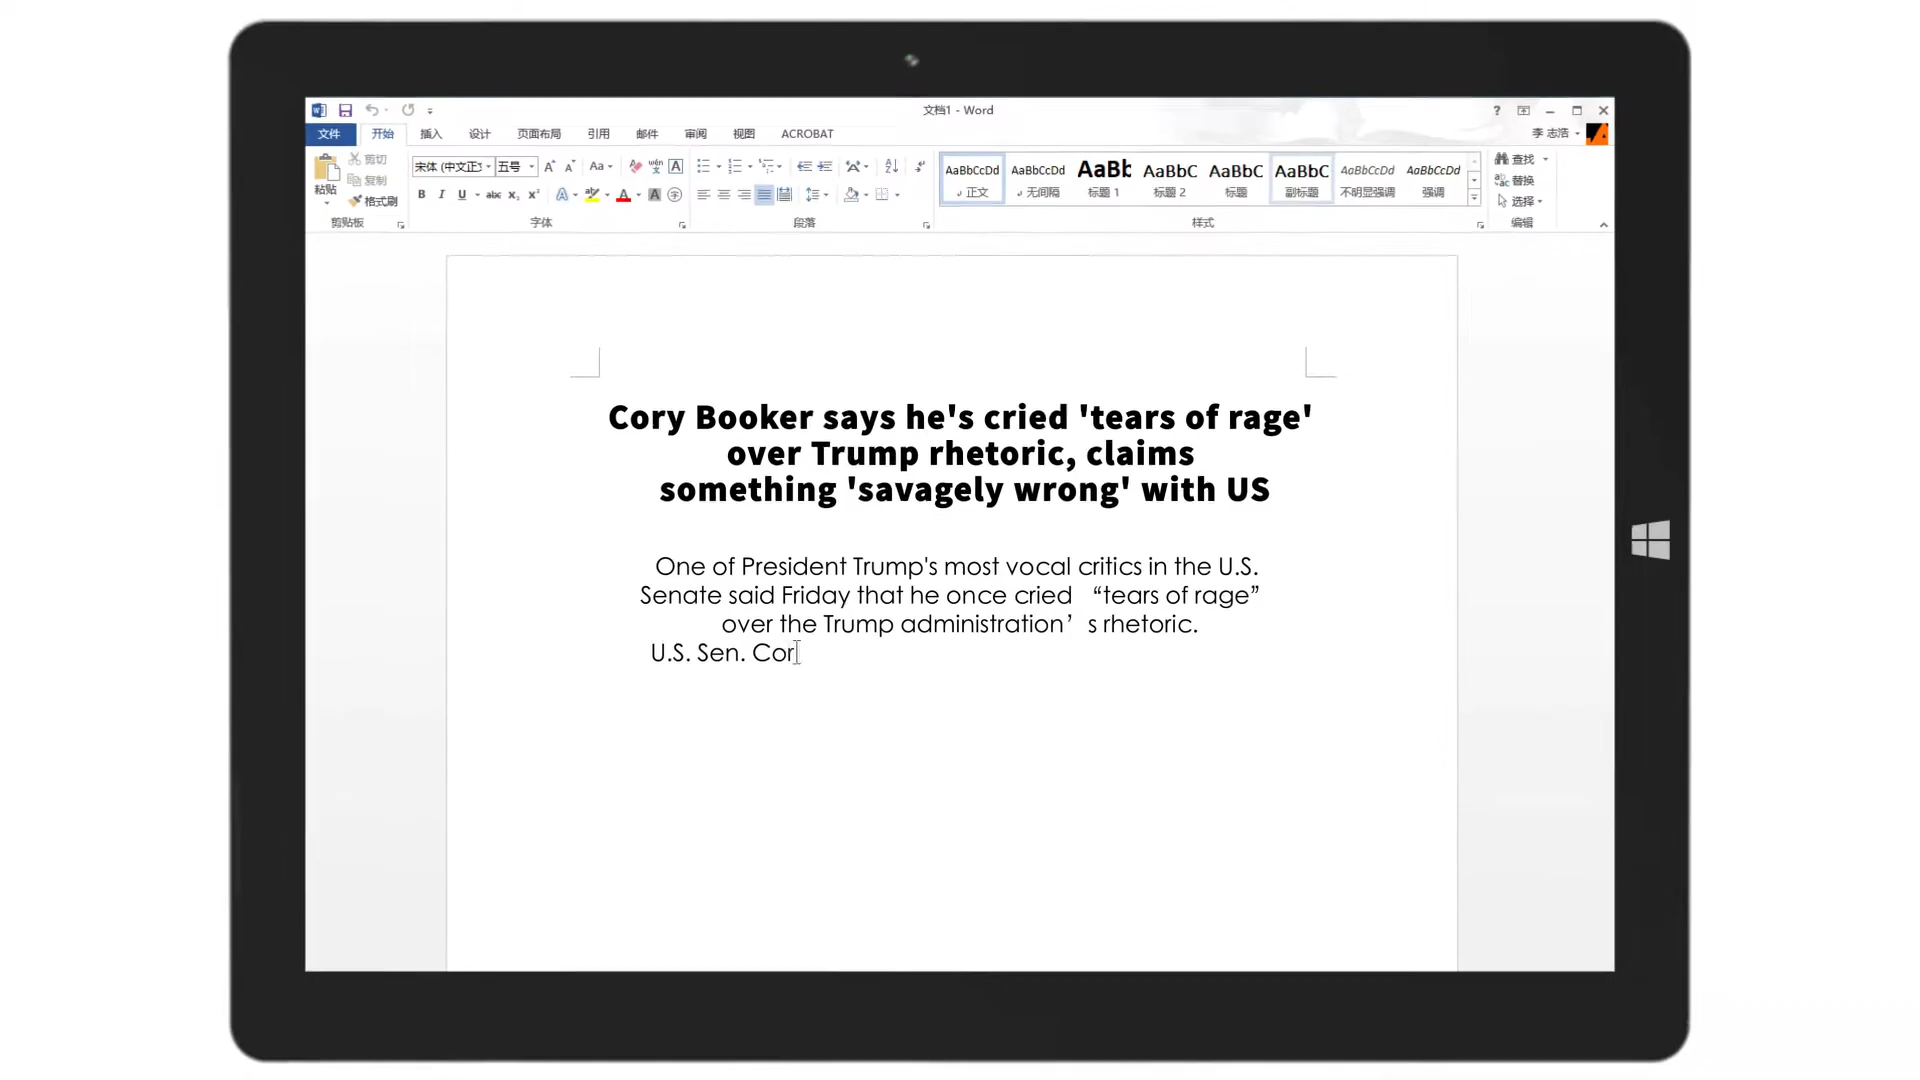 文档1 - Word
文件 开始 插入 设计 页面布局 引用 邮件 审阅 视图 ACROBAT
李 志浩
粘贴
剪切
复制
格式刷
剪贴板
宋体 (中文正
五号
字体
段落
AaBbCcDd AaBbCcDd AaBb AaBbC AaBbC AaBbC AaBbCcDd AaBbCcDd
正文 无间隔 标题 1 标题 2 标题 副标题 不明显强调 强调
样式
查找
替换
选择
编辑
Cory Booker says he's cried 'tears of rage'
over Trump rhetoric, claims
something 'savagely wrong' with US
One of President Trump's most vocal critics in the U.S.
Senate said Friday that he once cried “tears of rage”
over the Trump administration’ s rhetoric.
U.S. Sen. Cor